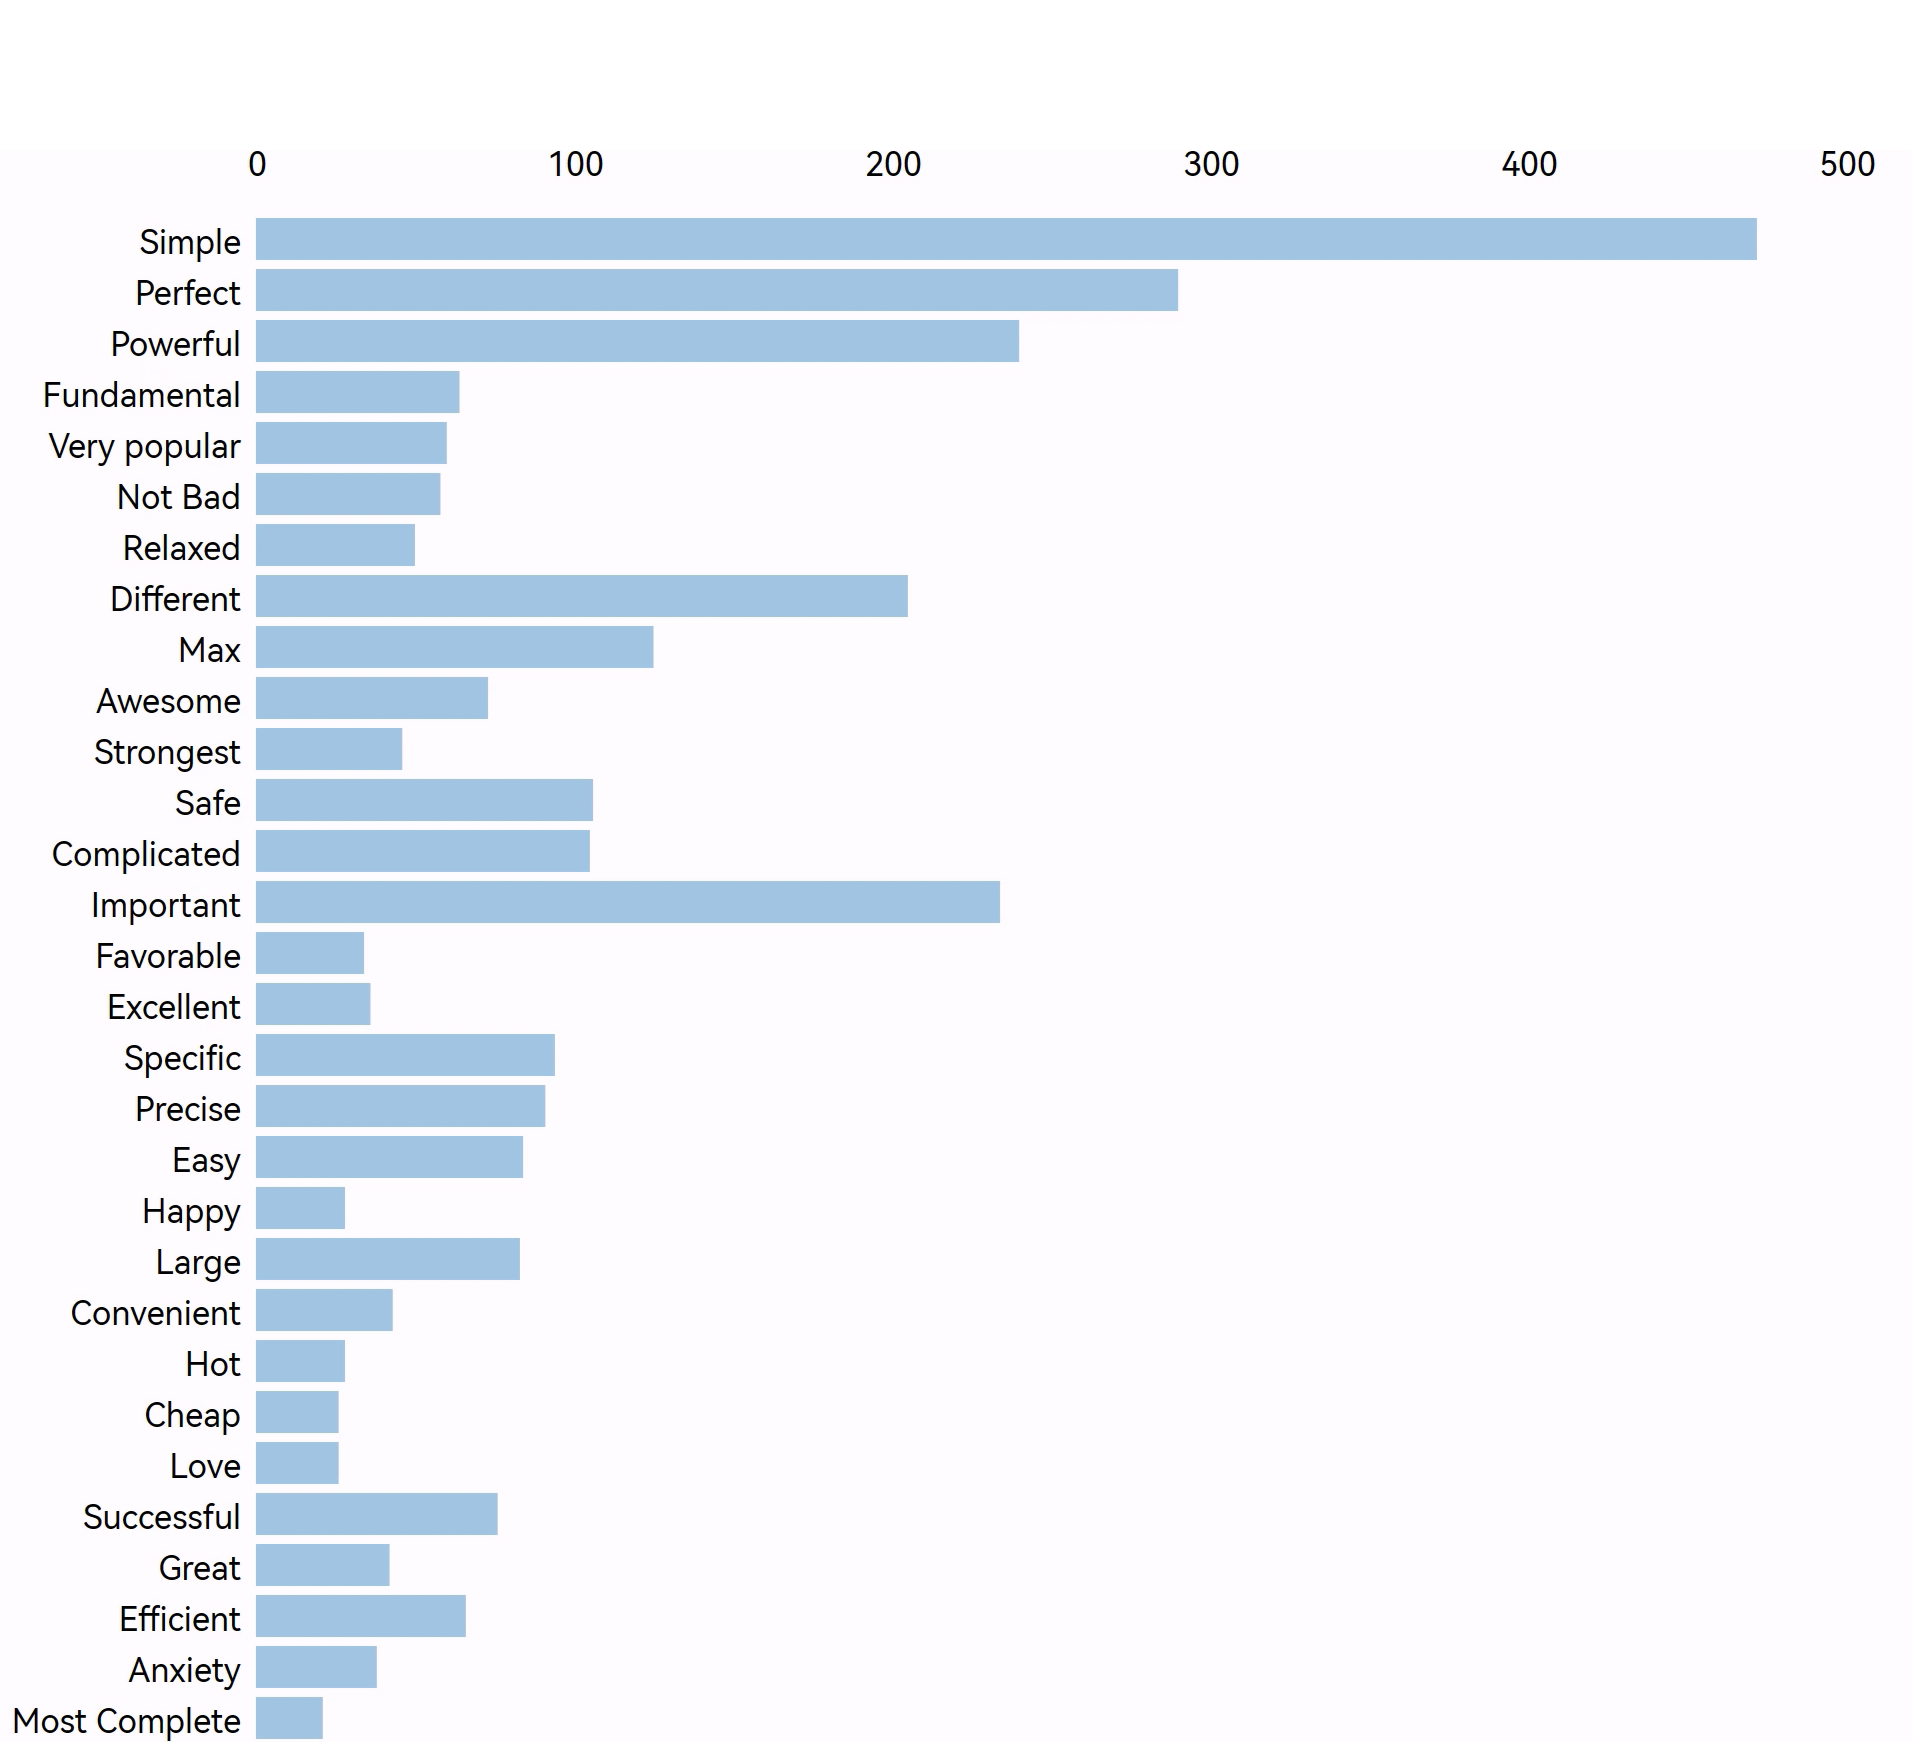 0 100 200 300 400 500
Simple
Perfect
Powerful
Fundamental
Very popular
Not Bad
Relaxed
Different
Max
Awesome
Strongest
Safe
Complicated
Important
Favorable
Excellent
Specific
Precise
Easy
Happy
Large
Convenient
Hot
Cheap
Love
Successful
Great
Efficient
Anxiety
Most Complete